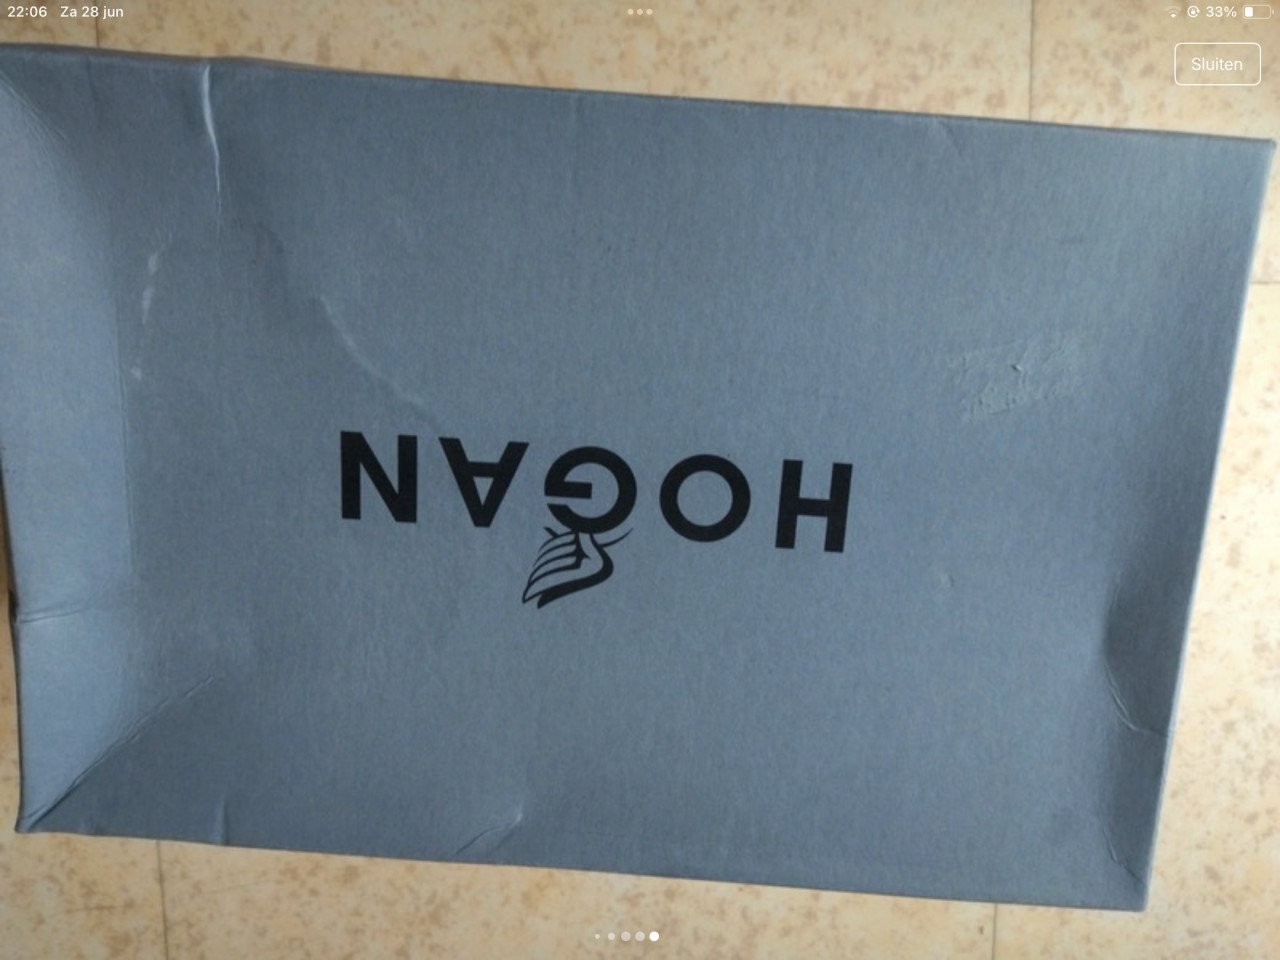 22:06 Za 28 jun
33%
Sluiten
HOGAN